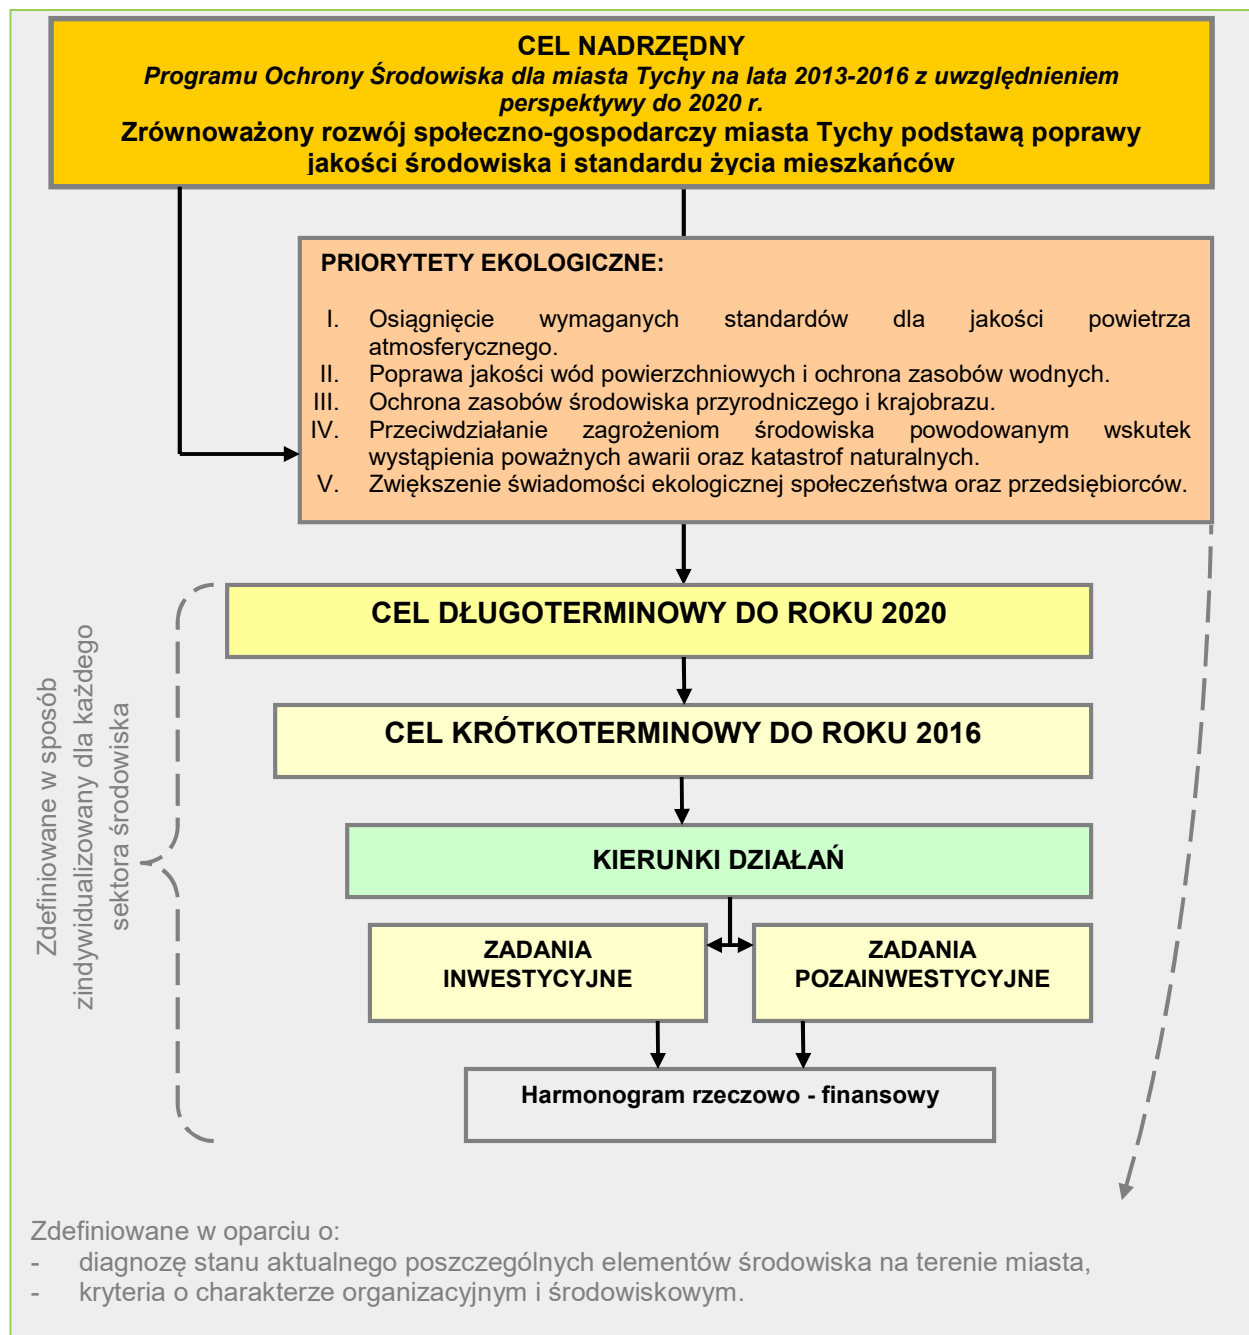 CEL NADRZĘDNY
Programu Ochrony Środowiska dla miasta Tychy na lata 2013-2016 z uwzględnieniem
perspektywy do 2020 r.
Zrównoważony rozwój społeczno-gospodarczy miasta Tychy podstawą poprawy
jakości środowiska i standardu życia mieszkańców
PRIORYTETY EKOLOGICZNE:
I. Osiągnięcie wymaganych standardów dla jakości powietrza
atmosferycznego.
II. Poprawa jakości wód powierzchniowych i ochrona zasobów wodnych.
III. Ochrona zasobów środowiska przyrodniczego i krajobrazu.
IV. Przeciwdziałanie zagrożeniom środowiska powodowanym wskutek
wystąpienia poważnych awarii oraz katastrof naturalnych.
V. Zwiększenie świadomości ekologicznej społeczeństwa oraz przedsiębiorców.
Zdefiniowane w sposób
zindywidualizowany dla każdego
sektora środowiska
CEL DŁUGOTERMINOWY DO ROKU 2020
CEL KRÓTKOTERMINOWY DO ROKU 2016
KIERUNKI DZIAŁAŃ
ZADANIA
INWESTYCYJNE
ZADANIA
POZAINWESTYCYJNE
Harmonogram rzeczowo - finansowy
Zdefiniowane w oparciu o:
- diagnozę stanu aktualnego poszczególnych elementów środowiska na terenie miasta,
- kryteria o charakterze organizacyjnym i środowiskowym.